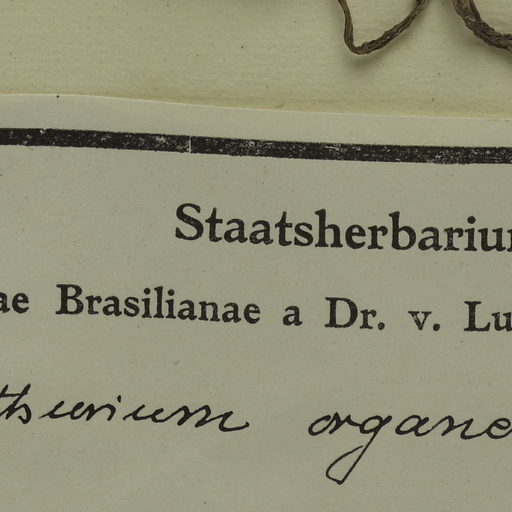 Staatsherbariu
ae Brasilianae a Dr. v. Lu
thurium organe